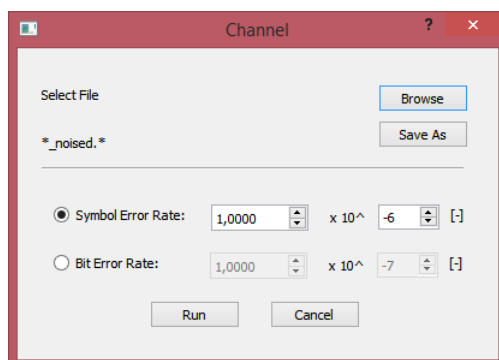 Channel ? ×
Select File Browse
*_noised.* Save As
Symbol Error Rate: 1,0000 x 10^ -6 [-]
Bit Error Rate: 1,0000 x 10^ -7 [-]
Run Cancel